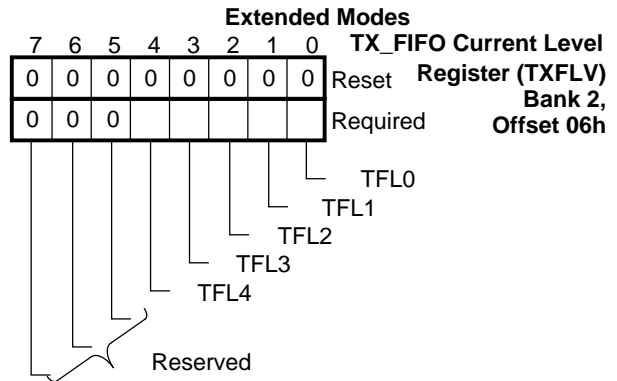 Extended Modes
7 6 5 4 3 2 1 0 TX_FIFO Current Level
0 0 0 0 0 0 0 0 Reset Register (TXFLV)
Bank 2,
0 0 0 Required Offset 06h
TFL0
TFL1
TFL2
TFL3
TFL4
Reserved